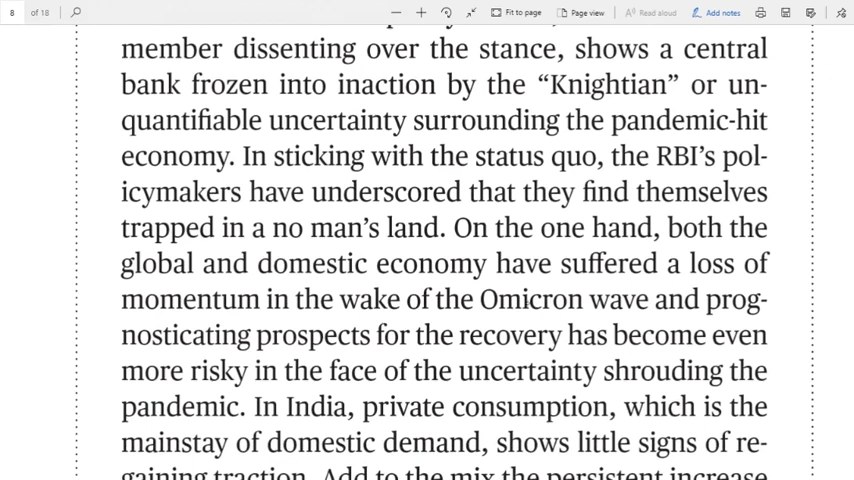 8 of 18 Fit to page Page view Read aloud Add notes
member dissenting over the stance, shows a central
bank frozen into inaction by the “Knightian” or un-
quantifiable uncertainty surrounding the pandemic-hit
economy. In sticking with the status quo, the RBI’s pol-
icymakers have underscored that they find themselves
trapped in a no man’s land. On the one hand, both the
global and domestic economy have suffered a loss of
momentum in the wake of the Omicron wave and prog-
nosticating prospects for the recovery has become even
more risky in the face of the uncertainty shrouding the
pandemic. In India, private consumption, which is the
mainstay of domestic demand, shows little signs of re-
gaining traction. Add to the mix the persistent increase